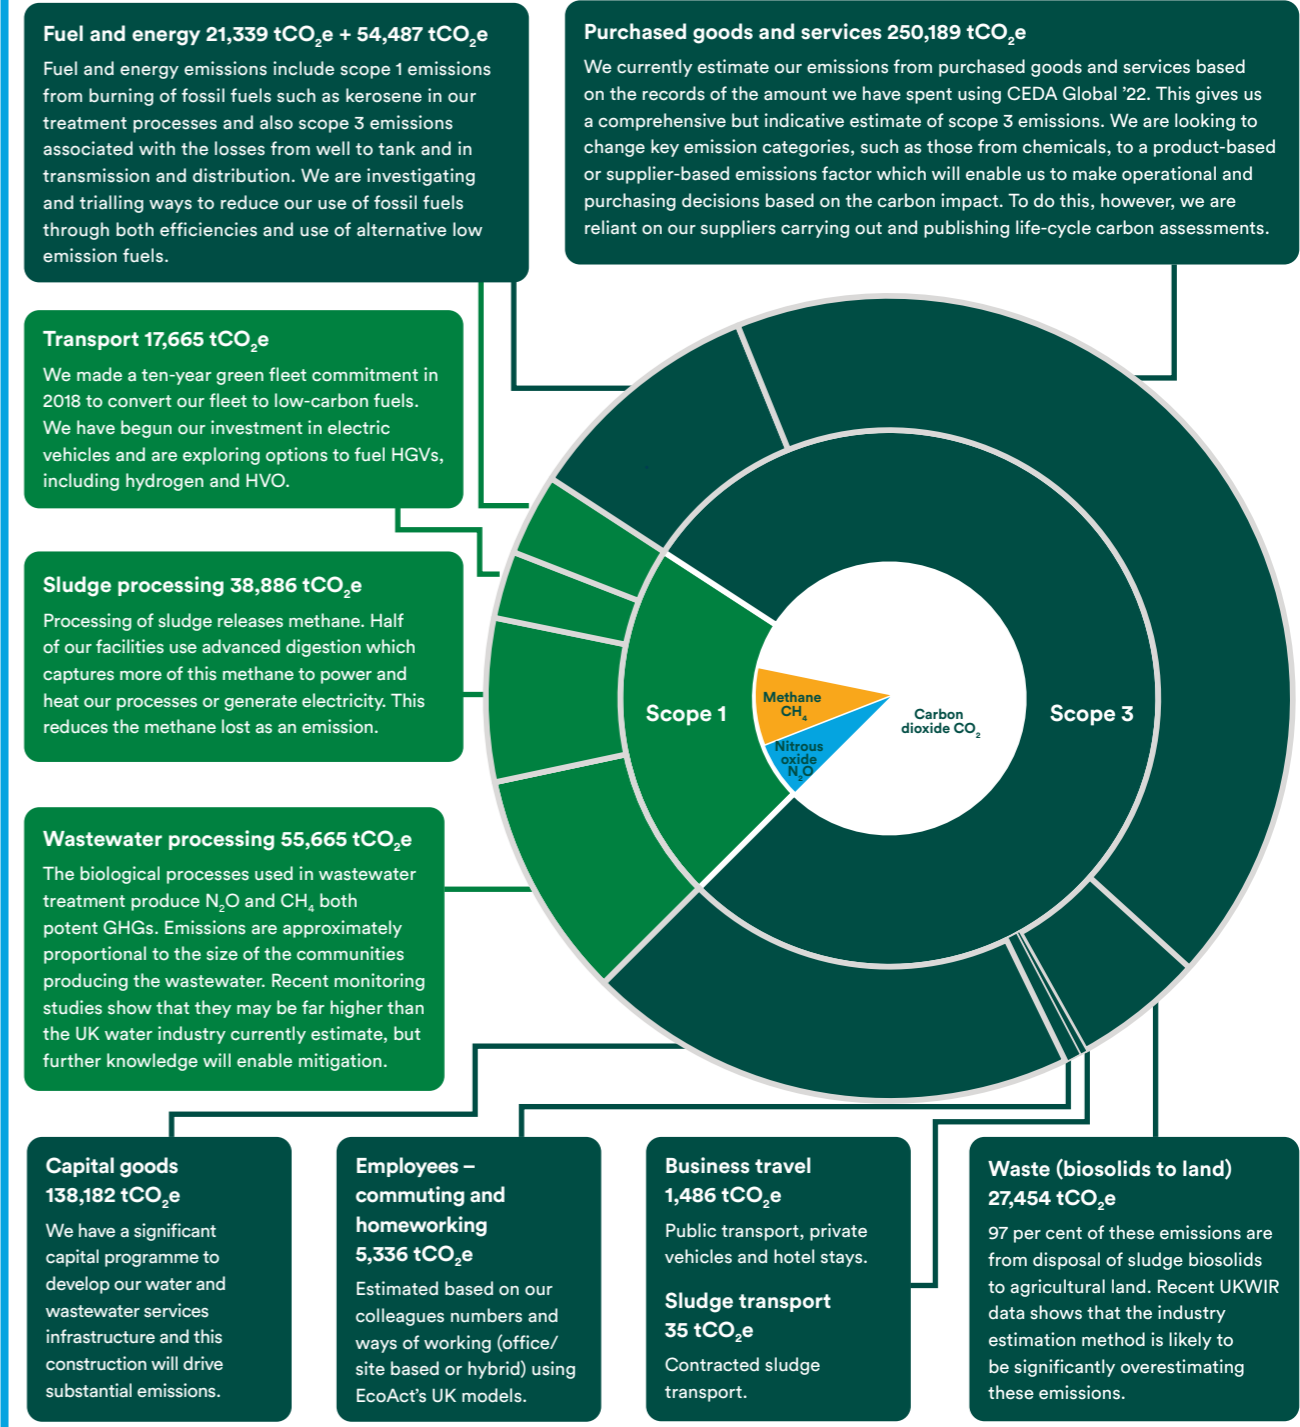 Fuel and energy 21,339 tCO₂e + 54,487 tCO₂e
Fuel and energy emissions include scope 1 emissions
from burning of fossil fuels such as kerosene in our
treatment processes and also scope 3 emissions
associated with the losses from well to tank and in
transmission and distribution. We are investigating
and trialling ways to reduce our use of fossil fuels
through both efficiencies and use of alternative low
emission fuels.
Purchased goods and services 250,189 tCO₂e
We currently estimate our emissions from purchased goods and services based
on the records of the amount we have spent using CEDA Global ’22. This gives us
a comprehensive but indicative estimate of scope 3 emissions. We are looking to
change key emission categories, such as those from chemicals, to a product-based
or supplier-based emissions factor which will enable us to make operational and
purchasing decisions based on the carbon impact. To do this, however, we are
reliant on our suppliers carrying out and publishing life-cycle carbon assessments.
Transport 17,665 tCO₂e
We made a ten-year green fleet commitment in
2018 to convert our fleet to low-carbon fuels.
We have begun our investment in electric
vehicles and are exploring options to fuel HGVs,
including hydrogen and HVO.
Sludge processing 38,886 tCO₂e
Processing of sludge releases methane. Half
of our facilities use advanced digestion which
captures more of this methane to power and
heat our processes or generate electricity. This
reduces the methane lost as an emission.
Wastewater processing 55,665 tCO₂e
The biological processes used in wastewater
treatment produce N₂O and CH₄ both
potent GHGs. Emissions are approximately
proportional to the size of the communities
producing the wastewater. Recent monitoring
studies show that they may be far higher than
the UK water industry currently estimate, but
further knowledge will enable mitigation.
Scope 1
Methane
CH₄
Nitrous
oxide
N₂O
Carbon
dioxide CO₂
Scope 3
Capital goods
138,182 tCO₂e
We have a significant
capital programme to
develop our water and
wastewater services
infrastructure and this
construction will drive
substantial emissions.
Employees –
commuting and
homeworking
5,336 tCO₂e
Estimated based on our
colleagues numbers and
ways of working (office/
site based or hybrid) using
EcoAct’s UK models.
Business travel
1,486 tCO₂e
Public transport, private
vehicles and hotel stays.
Sludge transport
35 tCO₂e
Contracted sludge
transport.
Waste (biosolids to land)
27,454 tCO₂e
97 per cent of these emissions are
from disposal of sludge biosolids
to agricultural land. Recent UKWIR
data shows that the industry
estimation method is likely to
be significantly overestimating
these emissions.